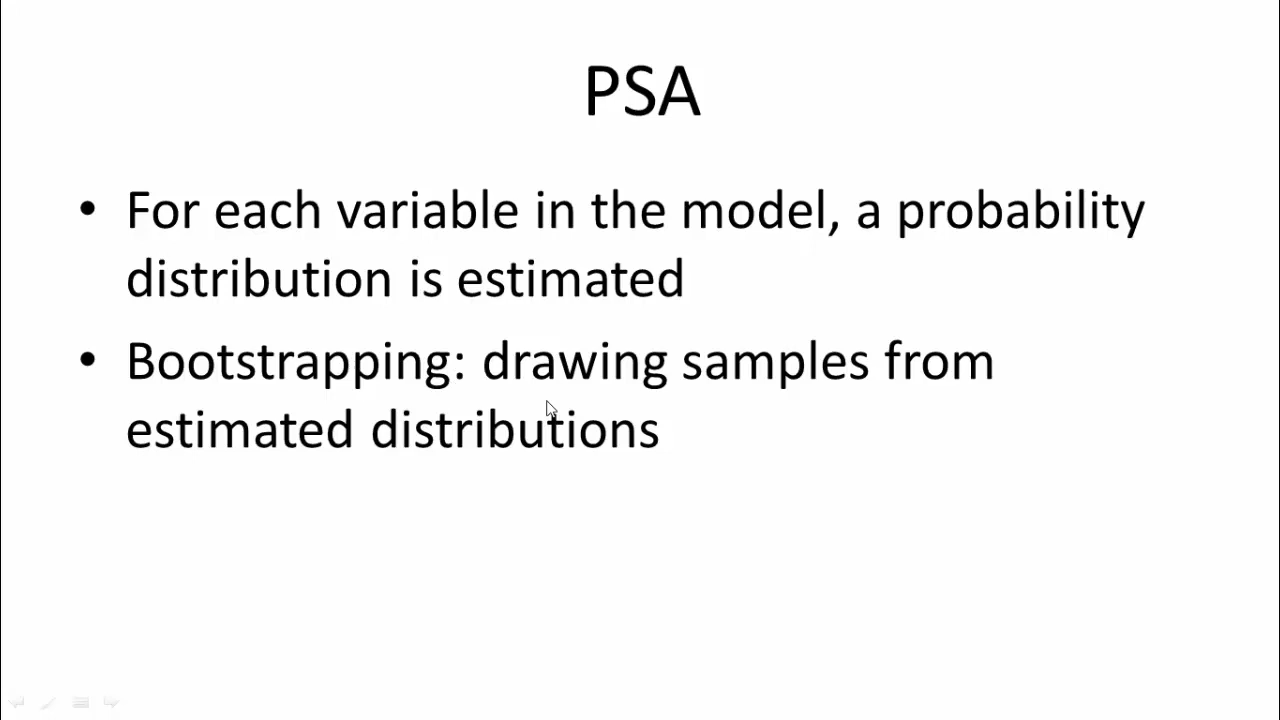 PSA
• For each variable in the model, a probability
distribution is estimated
• Bootstrapping: drawing samples from
estimated distributions